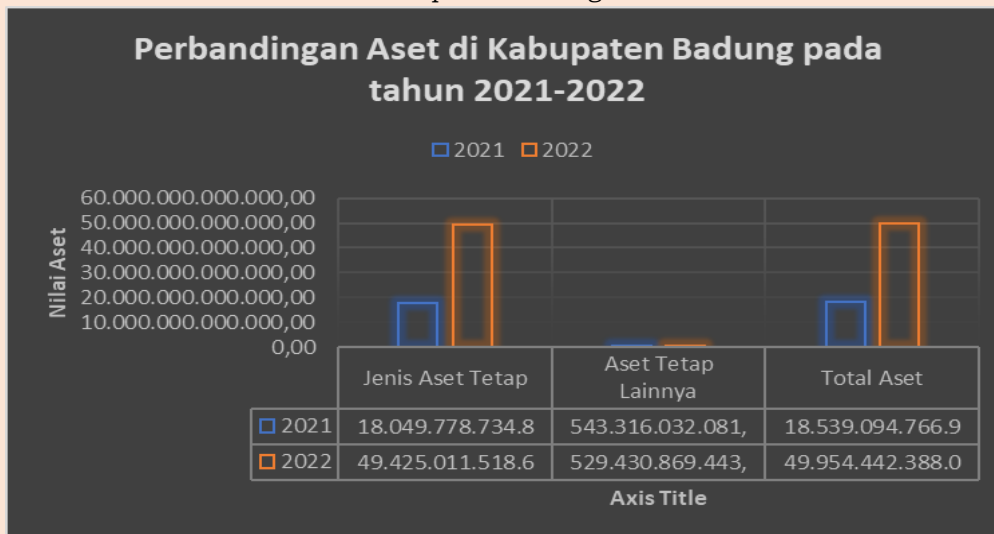 Perbandingan Aset di Kabupaten Badung pada
tahun 2021-2022
2021 2022
Nilai Aset
60.000.000.000.000,00
50.000.000.000.000,00
40.000.000.000.000,00
30.000.000.000.000,00
20.000.000.000.000,00
10.000.000.000.000,00
0,00
Jenis Aset Tetap
Aset Tetap
Lainnya
Total Aset
2021 18.049.778.734.8 543.316.032.081, 18.539.094.766.9
2022 49.425.011.518.6 529.430.869.443, 49.954.442.388.0
Axis Title